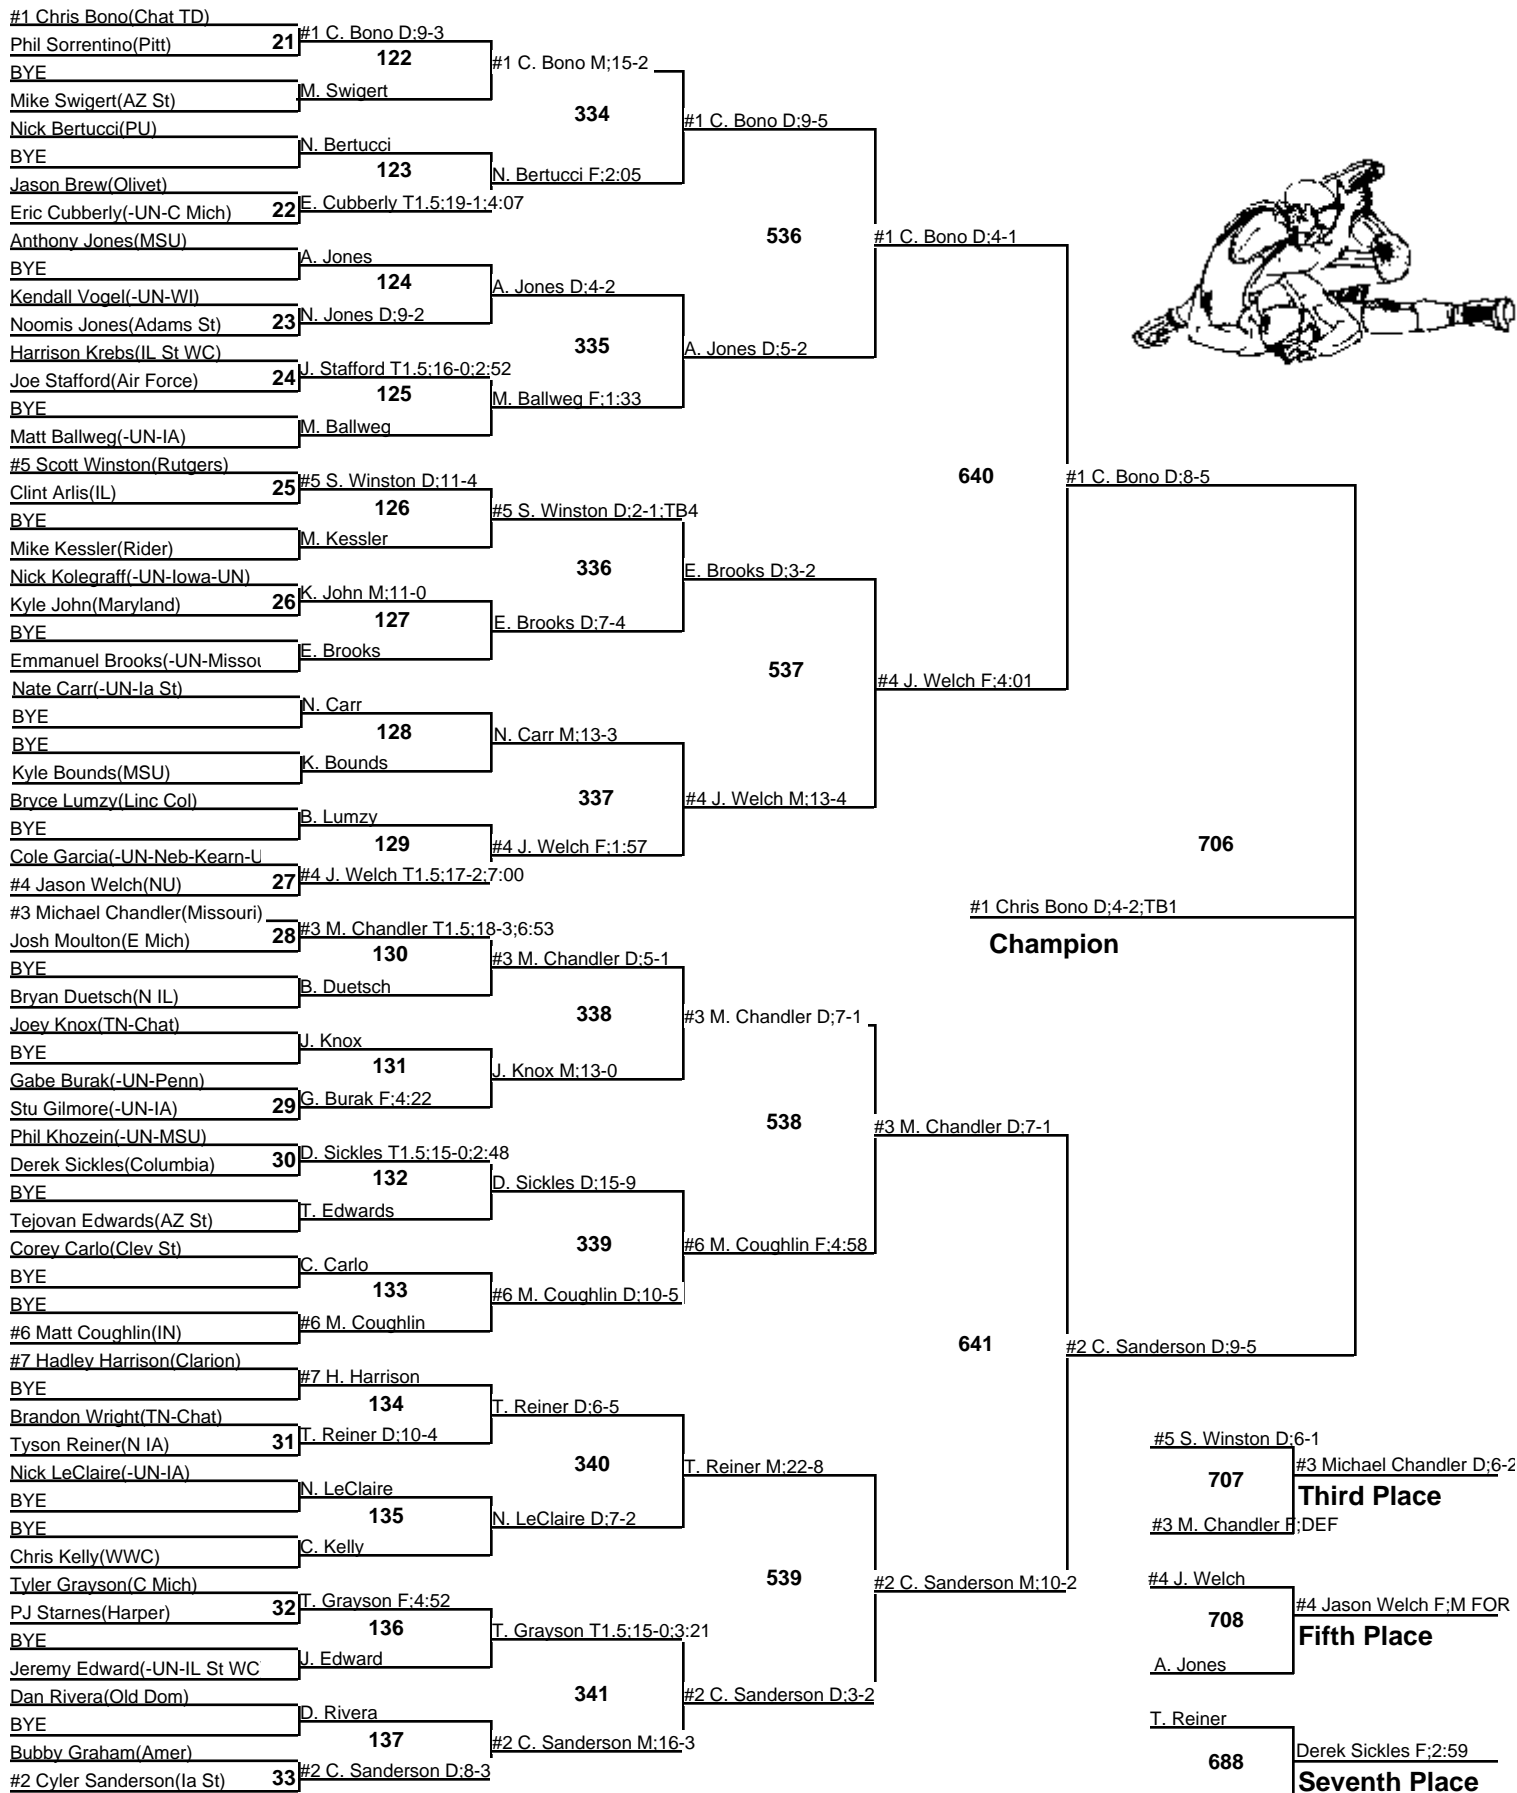 #1 Chris Bono(Chat TD)
Phil Sorrentino(Pitt)
21
BYE
Mike Swigert(AZ St)
Nick Bertucci(PU)
BYE
Jason Brew(Olivet)
Eric Cubberly(-UN-C Mich)
22
Anthony Jones(MSU)
BYE
Kendall Vogel(-UN-WI)
Noomis Jones(Adams St)
23
Harrison Krebs(IL St WC)
Joe Stafford(Air Force)
24
BYE
Matt Ballweg(-UN-IA)
#5 Scott Winston(Rutgers)
Clint Arlis(IL)
25
BYE
Mike Kessler(Rider)
Nick Kolegraff(-UN-Iowa-UN)
Kyle John(Maryland)
26
BYE
Emmanuel Brooks(-UN-Missou
Nate Carr(-UN-Ia St)
BYE
BYE
Kyle Bounds(MSU)
Bryce Lumzy(Linc Col)
BYE
Cole Garcia(-UN-Neb-Kearn-U
#4 Jason Welch(NU)
27
#3 Michael Chandler(Missouri)
Josh Moulton(E Mich)
28
BYE
Bryan Duetsch(N IL)
Joey Knox(TN-Chat)
BYE
Gabe Burak(-UN-Penn)
Stu Gilmore(-UN-IA)
29
Phil Khozein(-UN-MSU)
Derek Sickles(Columbia)
30
BYE
Tejovan Edwards(AZ St)
Corey Carlo(Clev St)
BYE
BYE
#6 Matt Coughlin(IN)
#7 Hadley Harrison(Clarion)
BYE
Brandon Wright(TN-Chat)
Tyson Reiner(N IA)
31
Nick LeClaire(-UN-IA)
BYE
BYE
Chris Kelly(WWC)
Tyler Grayson(C Mich)
PJ Starnes(Harper)
32
BYE
Jeremy Edward(-UN-IL St WC
Dan Rivera(Old Dom)
BYE
Bubby Graham(Amer)
#2 Cyler Sanderson(Ia St)
33
#1 C. Bono D;9-3
122
M. Swigert
N. Bertucci
123
E. Cubberly T1.5;19-1;4:07
A. Jones
124
N. Jones D;9-2
J. Stafford T1.5;16-0;2:52
125
M. Ballweg
#5 S. Winston D;11-4
126
M. Kessler
K. John M;11-0
127
E. Brooks
N. Carr
128
K. Bounds
B. Lumzy
129
#4 J. Welch T1.5;17-2;7:00
#3 M. Chandler T1.5;18-3;6:53
130
B. Duetsch
J. Knox
131
G. Burak F;4:22
D. Sickles T1.5;15-0;2:48
132
T. Edwards
C. Carlo
133
#6 M. Coughlin
#7 H. Harrison
134
T. Reiner D;10-4
N. LeClaire
135
C. Kelly
T. Grayson F;4:52
136
J. Edward
D. Rivera
137
#2 C. Sanderson D;8-3
#1 C. Bono M;15-2
334
N. Bertucci F;2:05
A. Jones D;4-2
335
M. Ballweg F;1:33
#5 S. Winston D;2-1;TB4
336
E. Brooks D;7-4
N. Carr M;13-3
337
#4 J. Welch F;1:57
#3 M. Chandler D;5-1
338
J. Knox M;13-0
D. Sickles D;15-9
339
#6 M. Coughlin D;10-5
T. Reiner D;6-5
340
N. LeClaire D;7-2
T. Grayson T1.5;15-0;3:21
341
#2 C. Sanderson M;16-3
#1 C. Bono D;9-5
536
A. Jones D;5-2
E. Brooks D;3-2
537
#4 J. Welch M;13-4
#3 M. Chandler D;7-1
538
#6 M. Coughlin F;4:58
T. Reiner M;22-8
539
#2 C. Sanderson D;3-2
#1 C. Bono D;4-1
640
#4 J. Welch F;4:01
#3 M. Chandler D;7-1
641
#2 C. Sanderson M;10-2
#1 C. Bono D;8-5
706
#2 C. Sanderson D;9-5
#1 Chris Bono D;4-2;TB1
Champion
#5 S. Winston D;6-1
707
#3 M. Chandler F;DEF
#3 Michael Chandler D;6-2
Third Place
#4 J. Welch
708
A. Jones
#4 Jason Welch F;M FOR
Fifth Place
T. Reiner
688
Derek Sickles F;2:59
Seventh Place